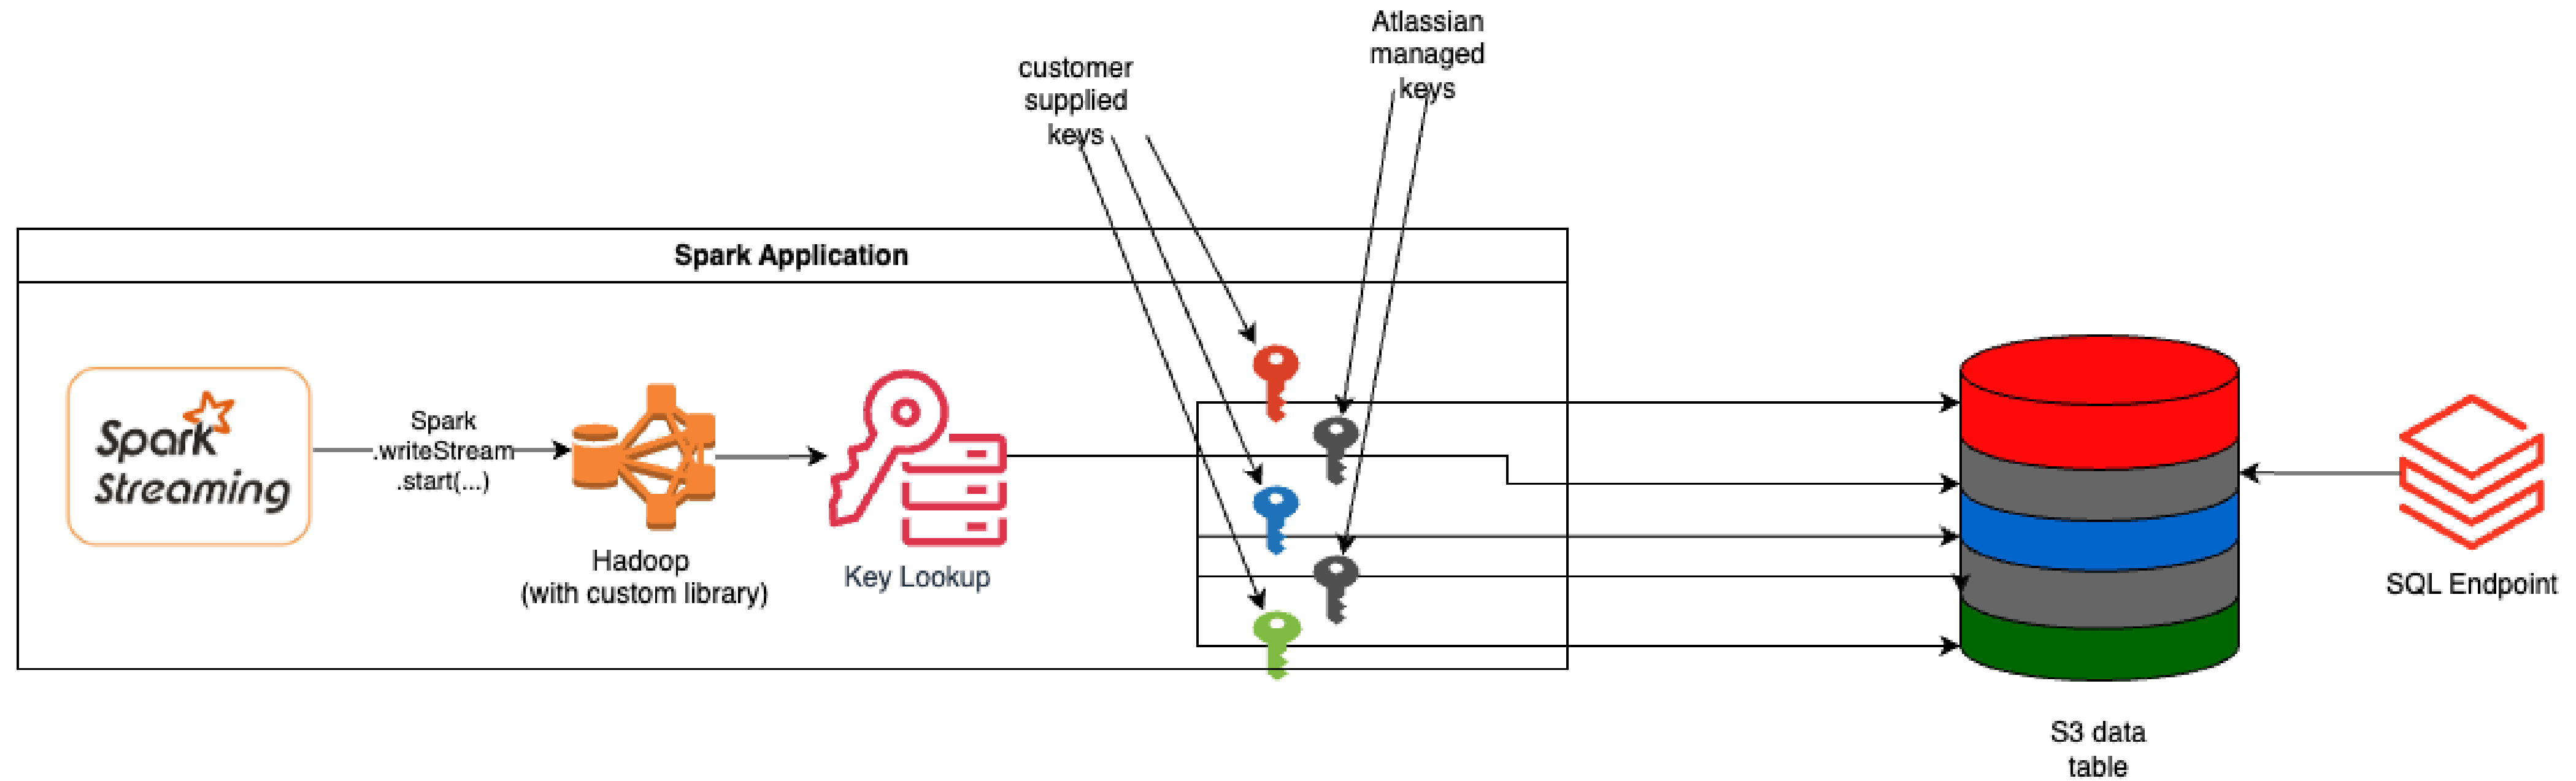 Atlassian
managed
keys
customer
supplied
keys
Spark Application
Spark
Streaming
Spark
.writeStream
.start(...)
Hadoop
(with custom library)
Key Lookup
SQL Endpoint
S3 data
table